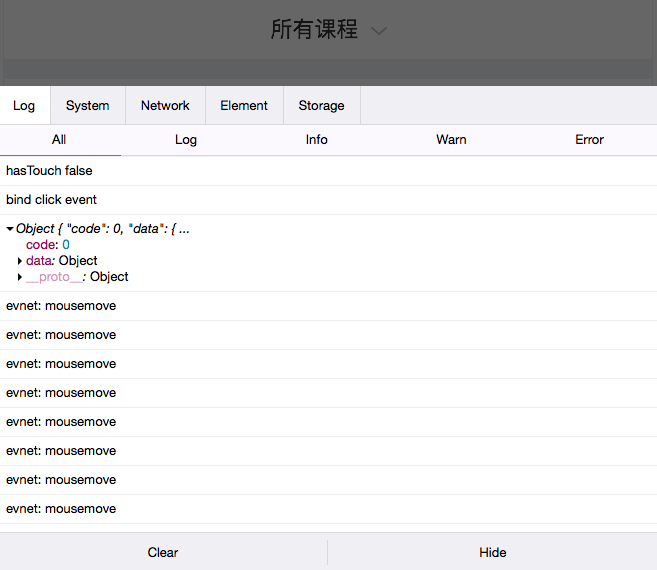 所有课程
Log System Network Element Storage
All Log Info Warn Error
hasTouch false
bind click event
Object { "code": 0, "data": { ...
code: 0
data: Object
__proto__: Object
evnet: mousemove
evnet: mousemove
evnet: mousemove
evnet: mousemove
evnet: mousemove
evnet: mousemove
evnet: mousemove
evnet: mousemove
Clear Hide